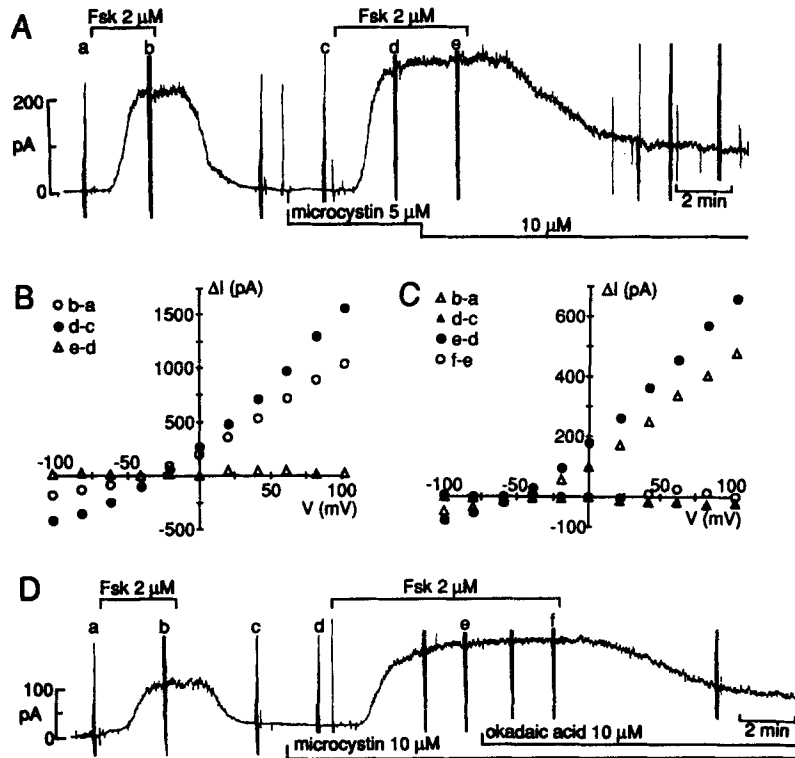 A
Fsk 2 µM
Fsk 2 µM
a
b
c
d
e
200
pA
0
microcystin 5 µM
10 µM
2 min
B
b-a
d-c
e-d
ΔI (pA)
1500
1000
500
-100
-50
50
100
V (mV)
-500
C
b-a
d-c
e-d
f-e
ΔI (pA)
600
400
200
-100
-50
50
100
V (mV)
-100
D
Fsk 2 µM
Fsk 2 µM
a
b
c
d
e
f
100
pA
0
microcystin 10 µM
okadaic acid 10 µM
2 min